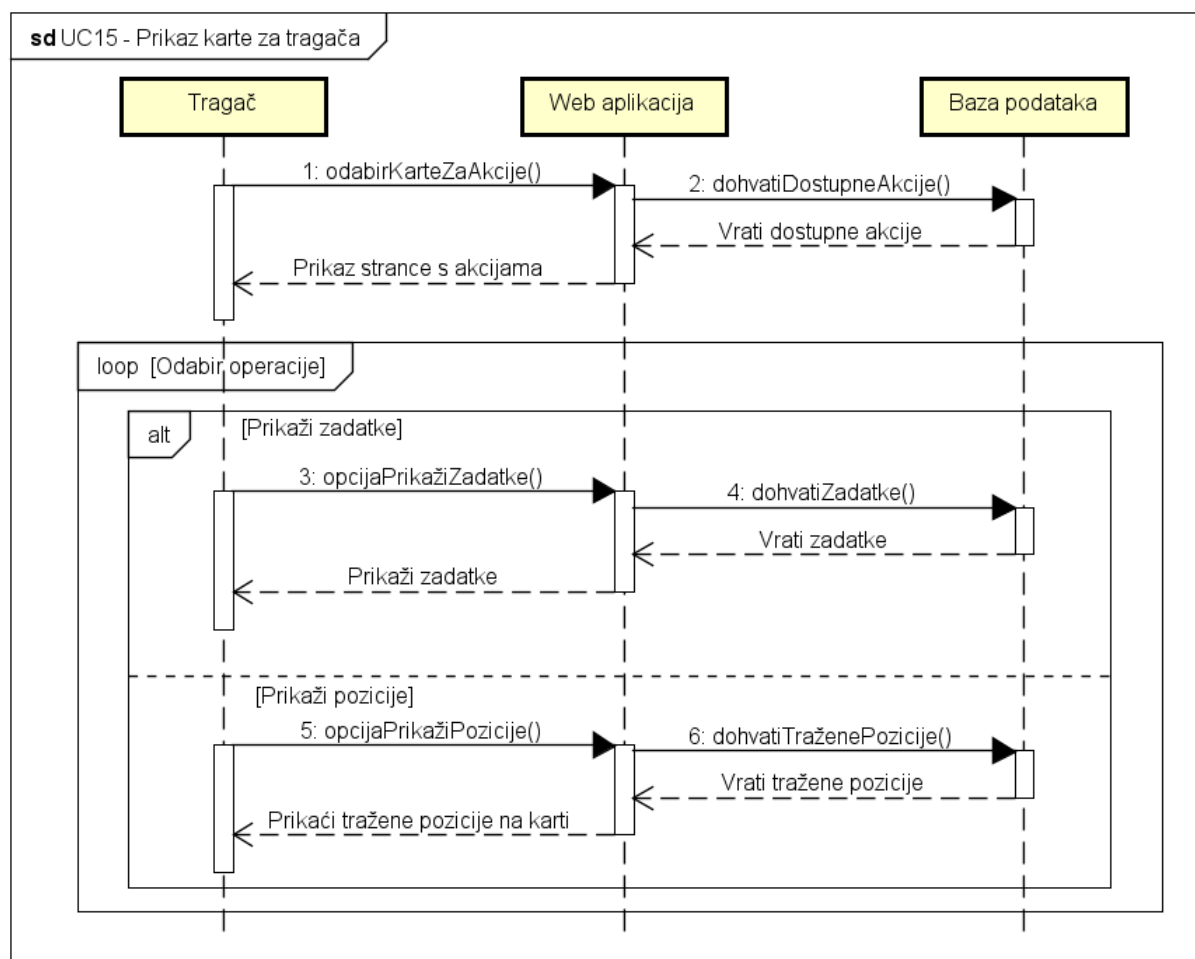 sd UC15 - Prikaz karte za tragača
Tragač
Web aplikacija
Baza podataka
1: odabirKarteZaAkcije()
2: dohvatiDostupneAkcije()
Vrati dostupne akcije
Prikaz strance s akcijama
loop [Odabir operacije]
alt
[Prikaži zadatke]
3: opcijaPrikažiZadatke()
4: dohvatiZadatke()
Vrati zadatke
Prikaži zadatke
[Prikaži pozicije]
5: opcijaPrikažiPozicije()
6: dohvatiTraženePozicije()
Vrati tražene pozicije
Prikaći tražene pozicije na karti